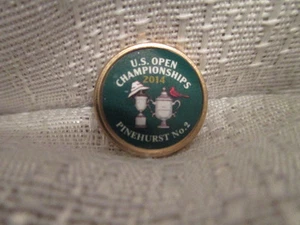 U.S. OPEN
CHAMPIONSHIPS
2014
PINEHURST No.2